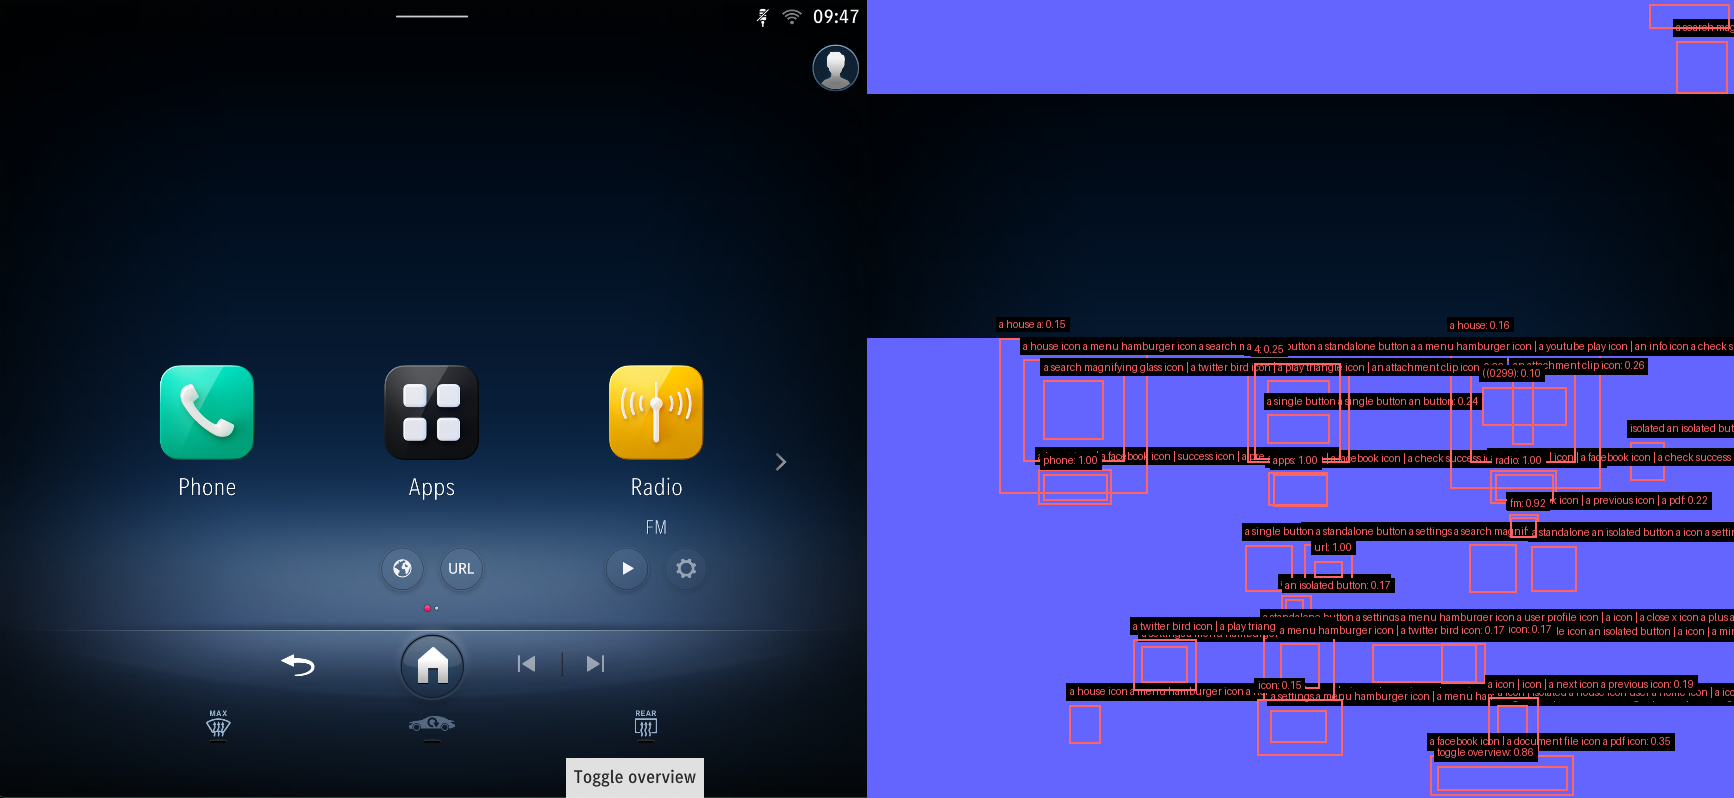 09:47
a search mag
Phone
Apps
Radio
FM
URL
MAX
REAR
Toggle overview
a house a: 0.15
a house: 0.16
a house icon a menu hamburger icon a search
4: 0.25
button a standalone button a a menu hamburger icon | a youtube play icon | an info icon a check s
a search magnifying glass icon | a twitter bird icon | a play triangle icon | an attachment clip icon
attachment clip icon: 0.26
((0299): 0.10
a single button a single button an button: 0.24
isolated an isolated but
phone: 1.00
a facebook icon | success icon | a pre
apps: 1.00
a facebook icon | a check success
radio: 1.00
icon | a facebook icon | a check success
fm: 0.92
k icon | a previous icon | a pdf: 0.22
a single button a standalone button a settings a search magnif
a standalone an isolated button a icon a settin
url: 1.00
an isolated button: 0.17
a standalone button a settings a menu hamburger icon a user profile icon | a icon | a close x icon a plus a
a twitter bird icon | a play triang
a menu hamburger icon | a twitter bird icon: 0.17
icon: 0.17
le icon an isolated button | a icon | a min
a house icon a menu hamburger icon a
icon: 0.15
a settings a menu hamburger icon | a menu ha
a icon | icon | a next icon a previous icon: 0.19
a facebook icon | a document file icon a pdf icon: 0.35
toggle overview: 0.86